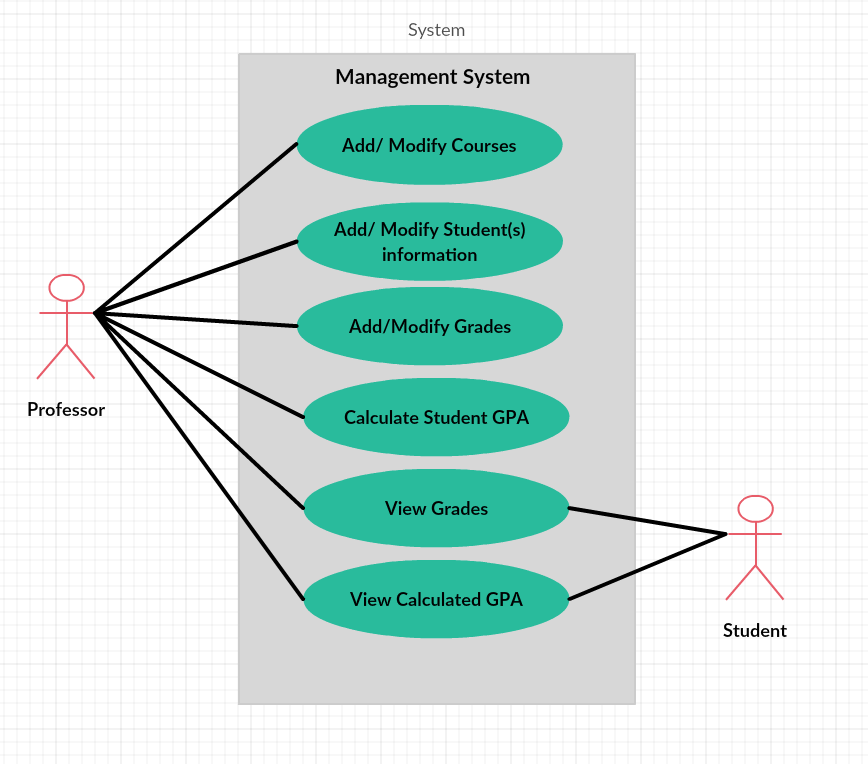 System
Management System
Add/ Modify Courses
Add/ Modify Student(s)
information
Add/Modify Grades
Calculate Student GPA
View Grades
View Calculated GPA
Professor
Student